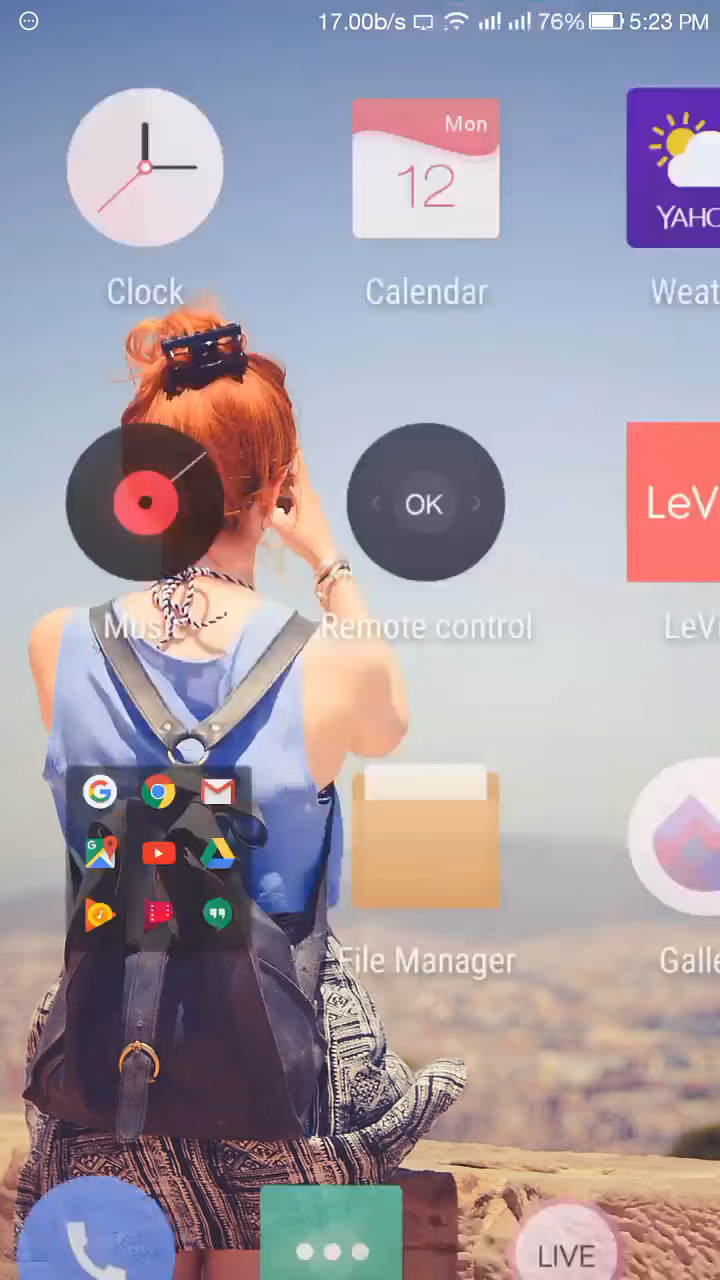 17.00b/s 76% 5:23 PM
Mon
12
YAHO
Clock
Calendar
Weat
OK
LeV
Music
Remote control
LeV
File Manager
Galle
LIVE